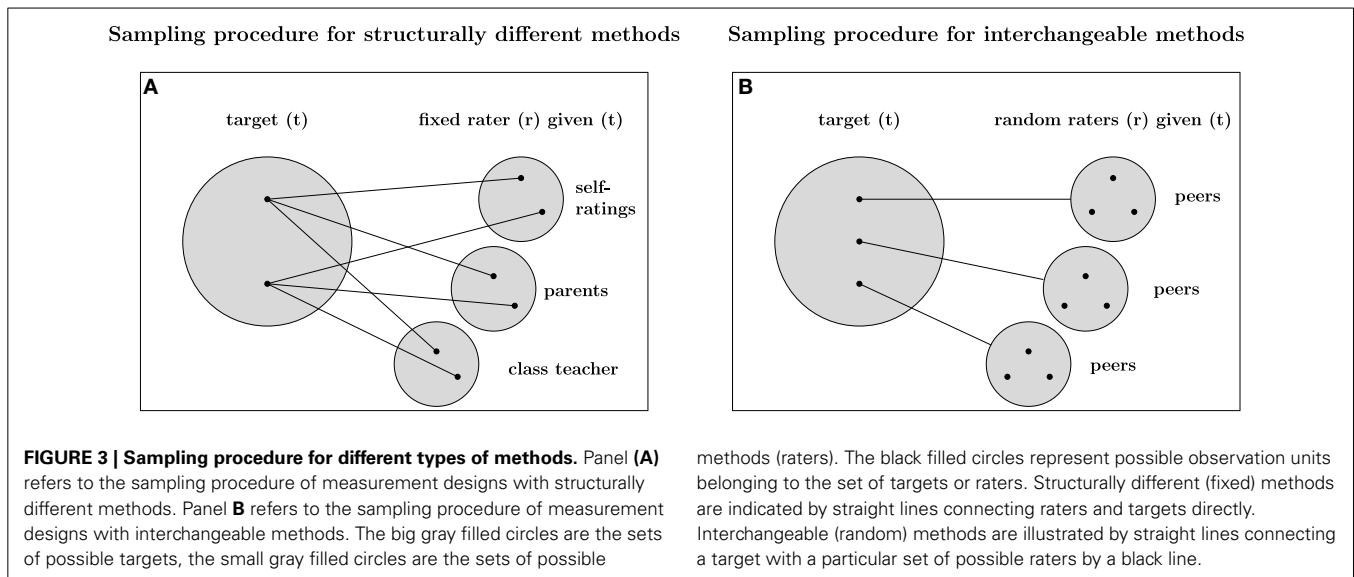 Sampling procedure for structurally different methods
A
target (t)
fixed rater (r) given (t)
self-
ratings
parents
class teacher
Sampling procedure for interchangeable methods
B
target (t)
random raters (r) given (t)
peers
peers
peers
FIGURE 3 | Sampling procedure for different types of methods. Panel (A)
refers to the sampling procedure of measurement designs with structurally
different methods. Panel B refers to the sampling procedure of measurement
designs with interchangeable methods. The big gray filled circles are the sets
of possible targets, the small gray filled circles are the sets of possible
methods (raters). The black filled circles represent possible observation units
belonging to the set of targets or raters. Structurally different (fixed) methods
are indicated by straight lines connecting raters and targets directly.
Interchangeable (random) methods are illustrated by straight lines connecting
a target with a particular set of possible raters by a black line.